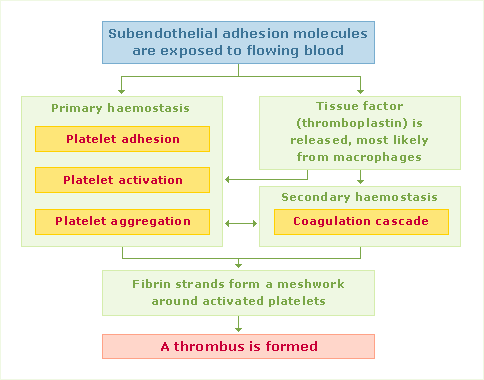 Subendothelial adhesion molecules
are exposed to flowing blood
Primary haemostasis
Platelet adhesion
Platelet activation
Platelet aggregation
Tissue factor
(thromboplastin) is
released, most likely
from macrophages
Secondary haemostasis
Coagulation cascade
Fibrin strands form a meshwork
around activated platelets
A thrombus is formed